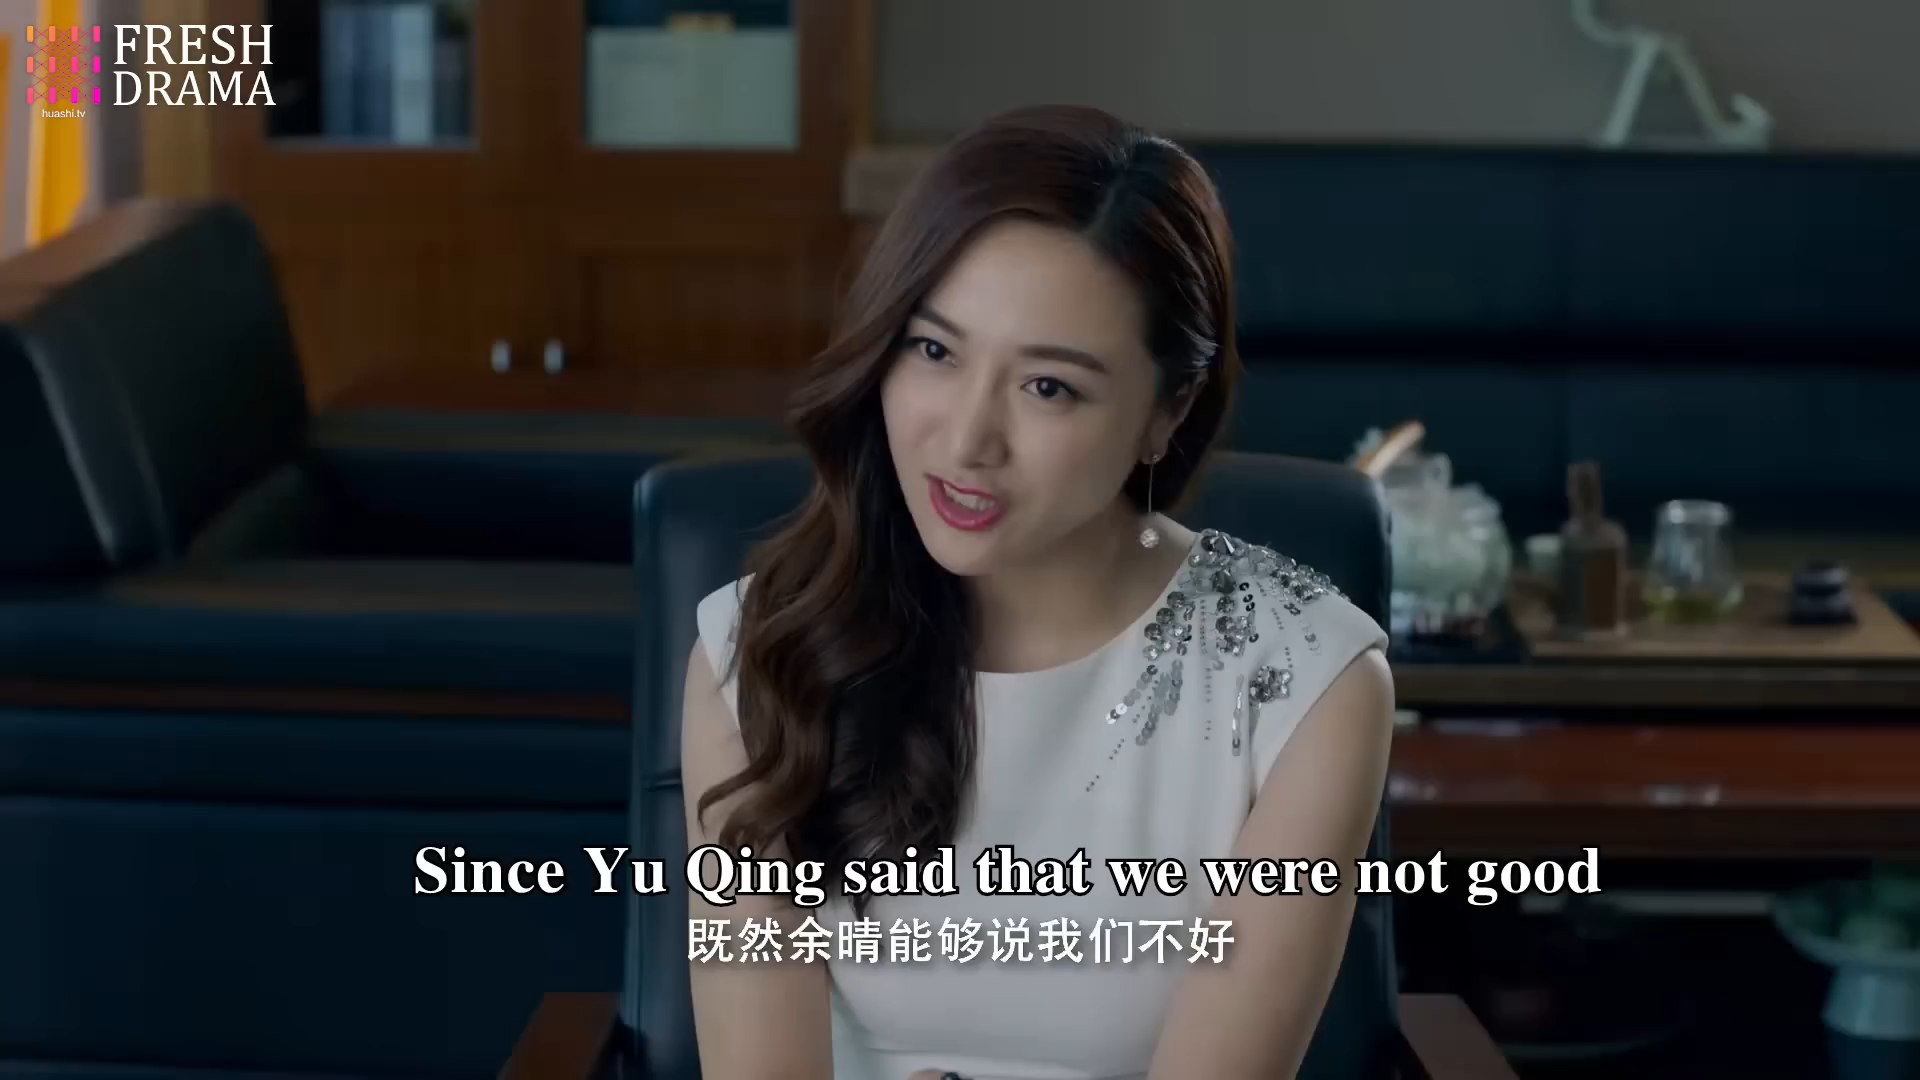 FRESH
DRAMA
huashi.tv
Since Yu Qing said that we were not good
既然余晴能够说我们不好